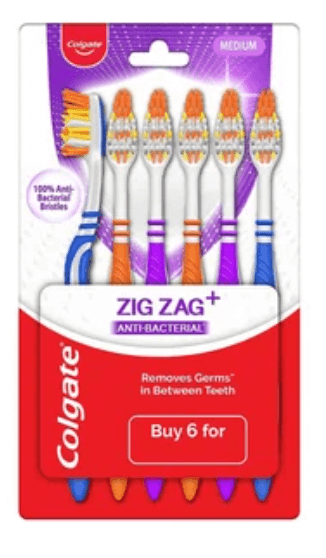 Colgate
MEDIUM
100% Anti-
Bacterial
Bristles
ZIG ZAG+
ANTI-BACTERIAL
Colgate®
Removes Germs
in Between Teeth
Buy 6 for